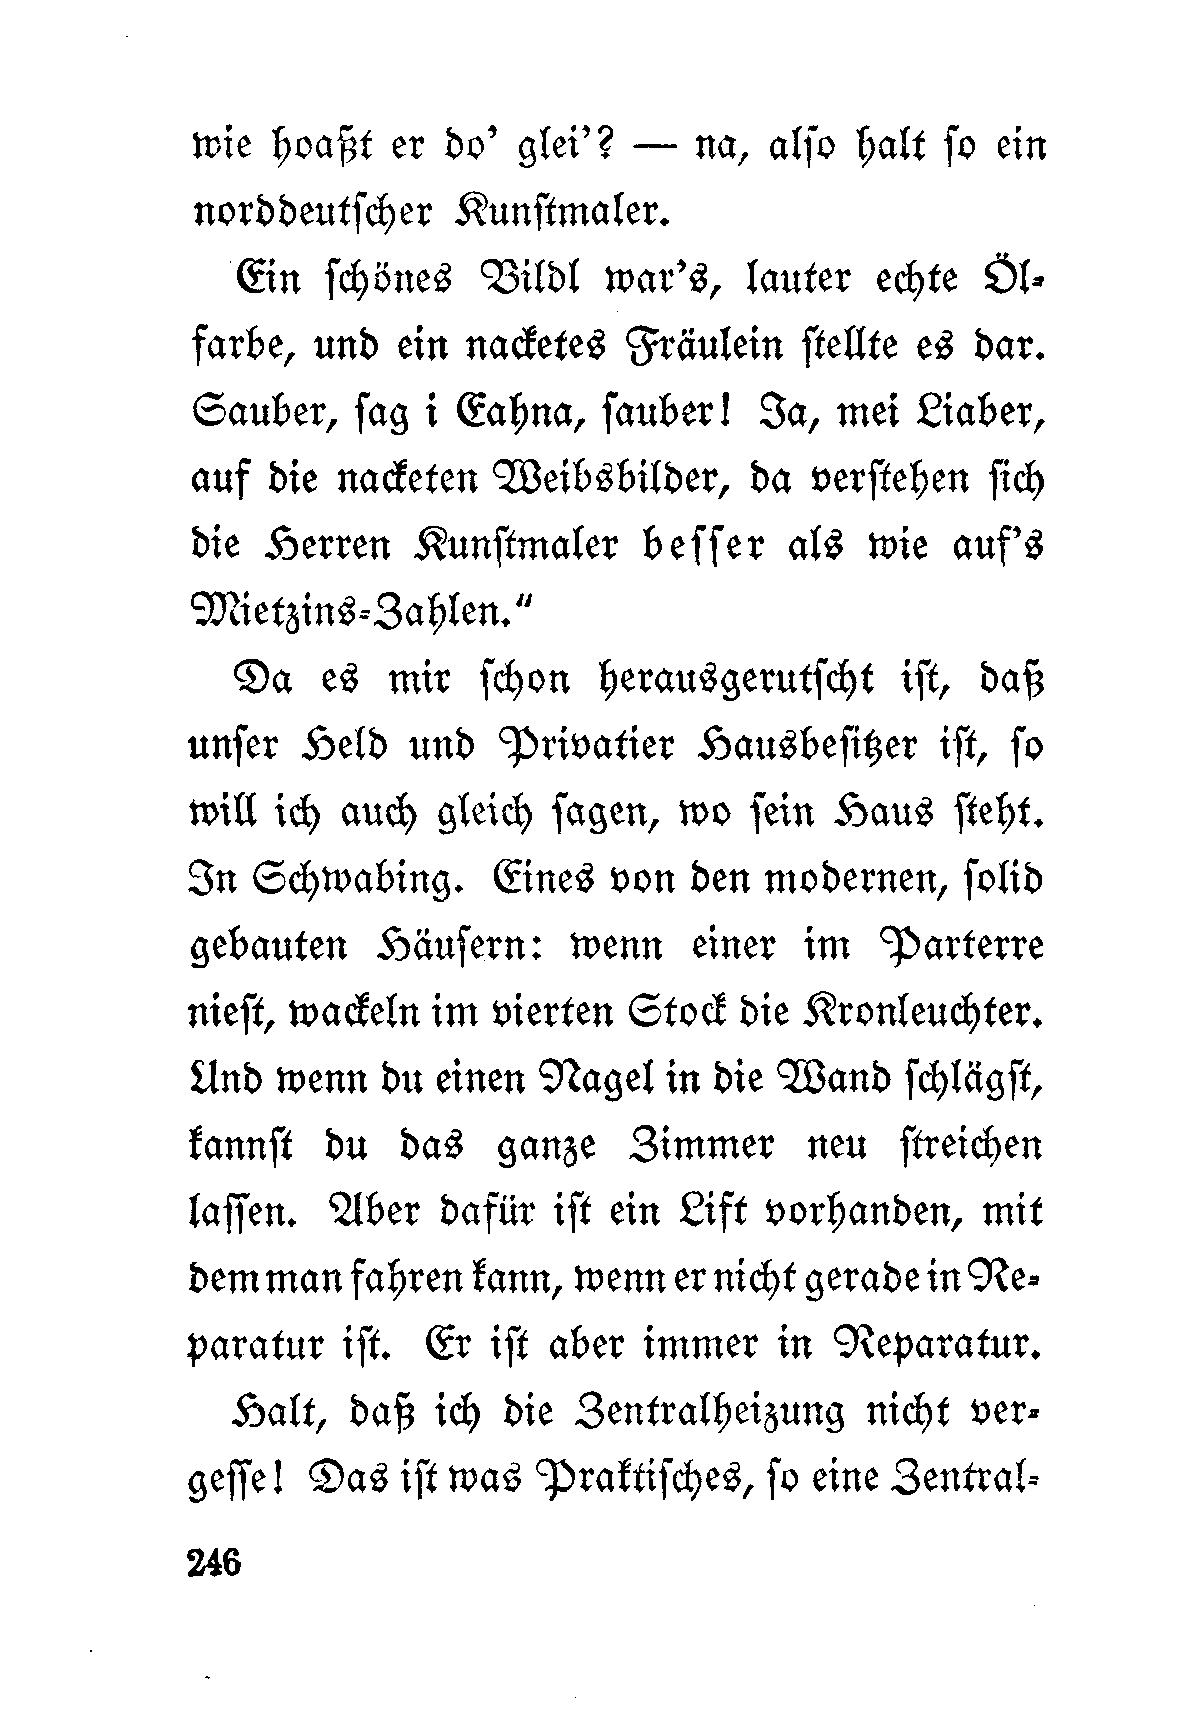 wie hoaßt er do’ glei’? — na, also halt so ein
norddeutscher Kunstmaler.
Ein schönes Bildl war’s, lauter echte Öl-
farbe, und ein nacketes Fräulein stellte es dar.
Sauber, sag i Eahna, sauber! Ja, mei Liaber,
auf die nacketen Weibsbilder, da verstehen sich
die Herren Kunstmaler besser als wie auf’s
Mietzins-Zahlen.“
Da es mir schon herausgerutscht ist, daß
unser Held und Privatier Hausbesitzer ist, so
will ich auch gleich sagen, wo sein Haus steht.
In Schwabing. Eines von den modernen, solid
gebauten Häusern: wenn einer im Parterre
niest, wackeln im vierten Stock die Kronleuchter.
Und wenn du einen Nagel in die Wand schlägst,
kannst du das ganze Zimmer neu streichen
lassen. Aber dafür ist ein Lift vorhanden, mit
dem man fahren kann, wenn er nicht gerade in Re-
paratur ist. Er ist aber immer in Reparatur.
Halt, daß ich die Zentralheizung nicht ver-
gesse! Das ist was Praktisches, so eine Zentral-
246